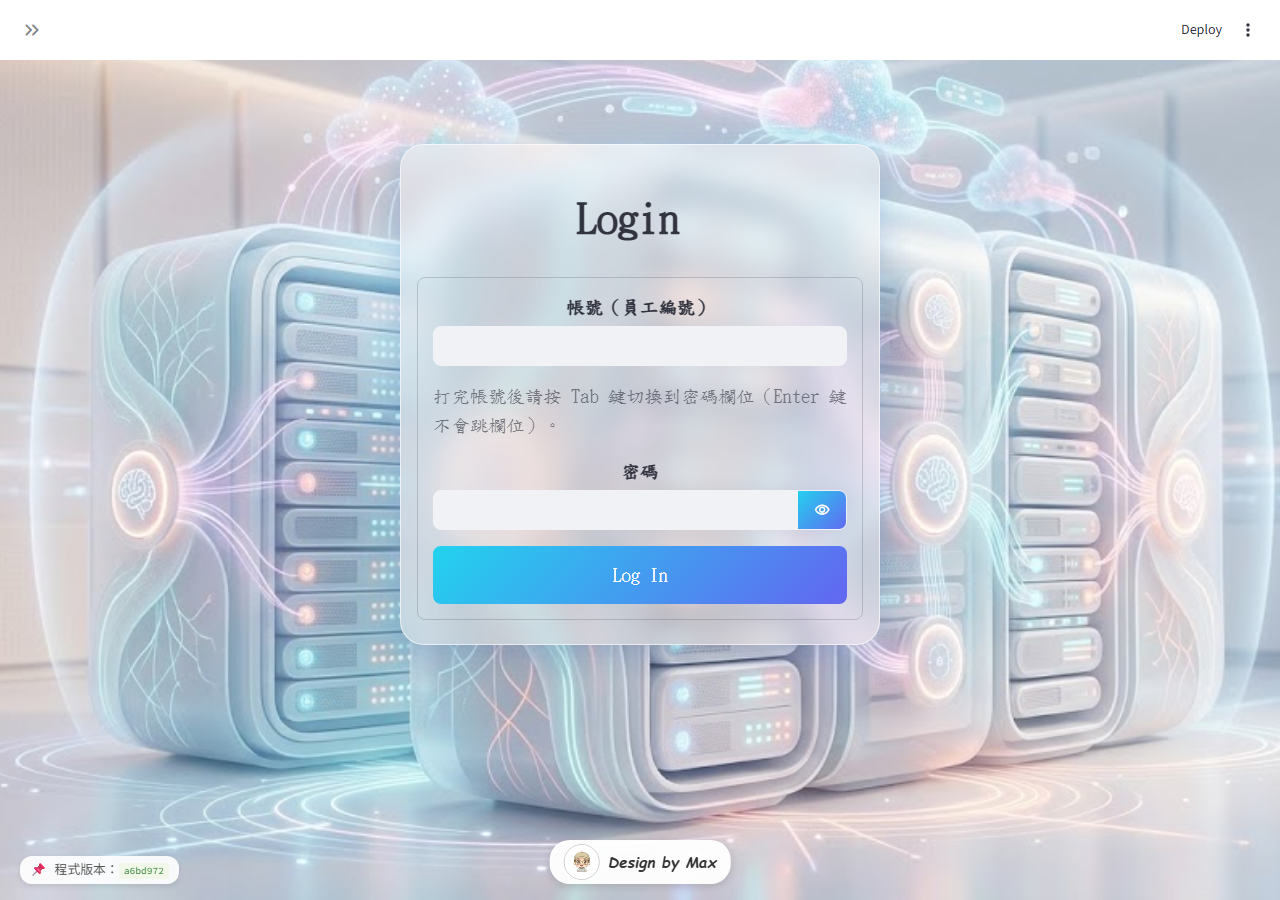 Deploy
Login
帳號（員工編號）
打完帳號後請按 Tab 鍵切換到密碼欄位（Enter 鍵
不會跳欄位）。
密碼
Log In
程式版本： a6bd972
Design by Max